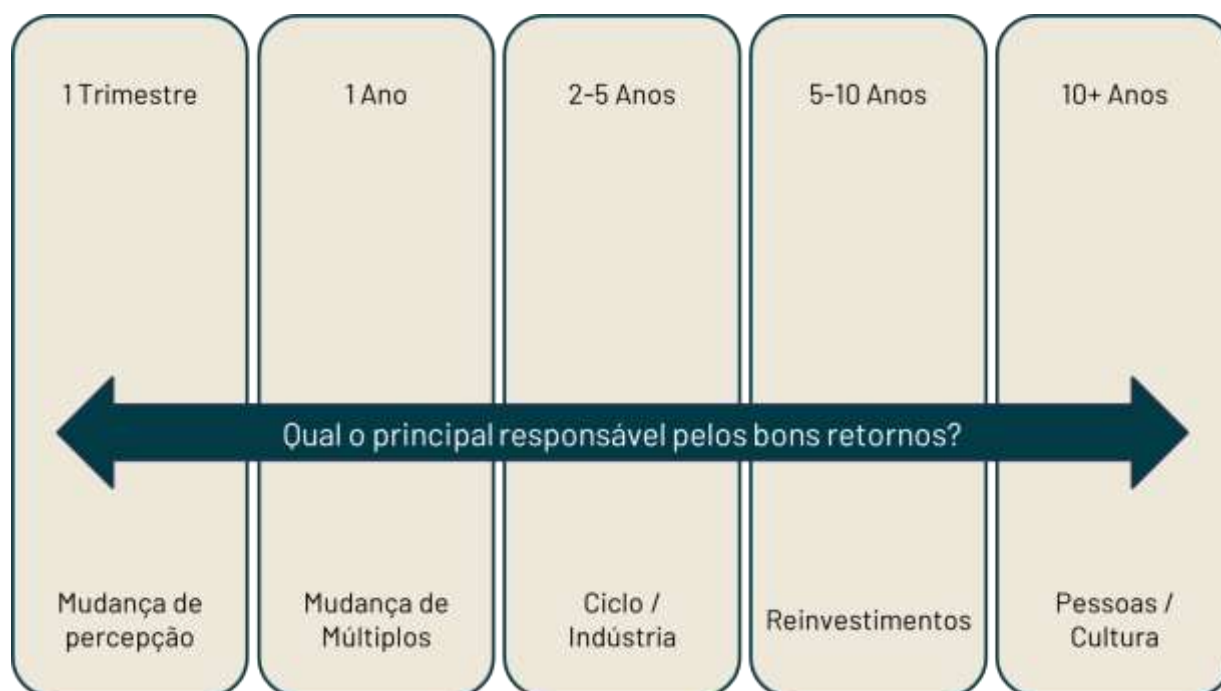 1 Trimestre
1 Ano
2-5 Anos
5-10 Anos
10+ Anos
Qual o principal responsável pelos bons retornos?
Mudança de
percepção
Mudança de
Múltiplos
Ciclo /
Indústria
Reinvestimentos
Pessoas /
Cultura